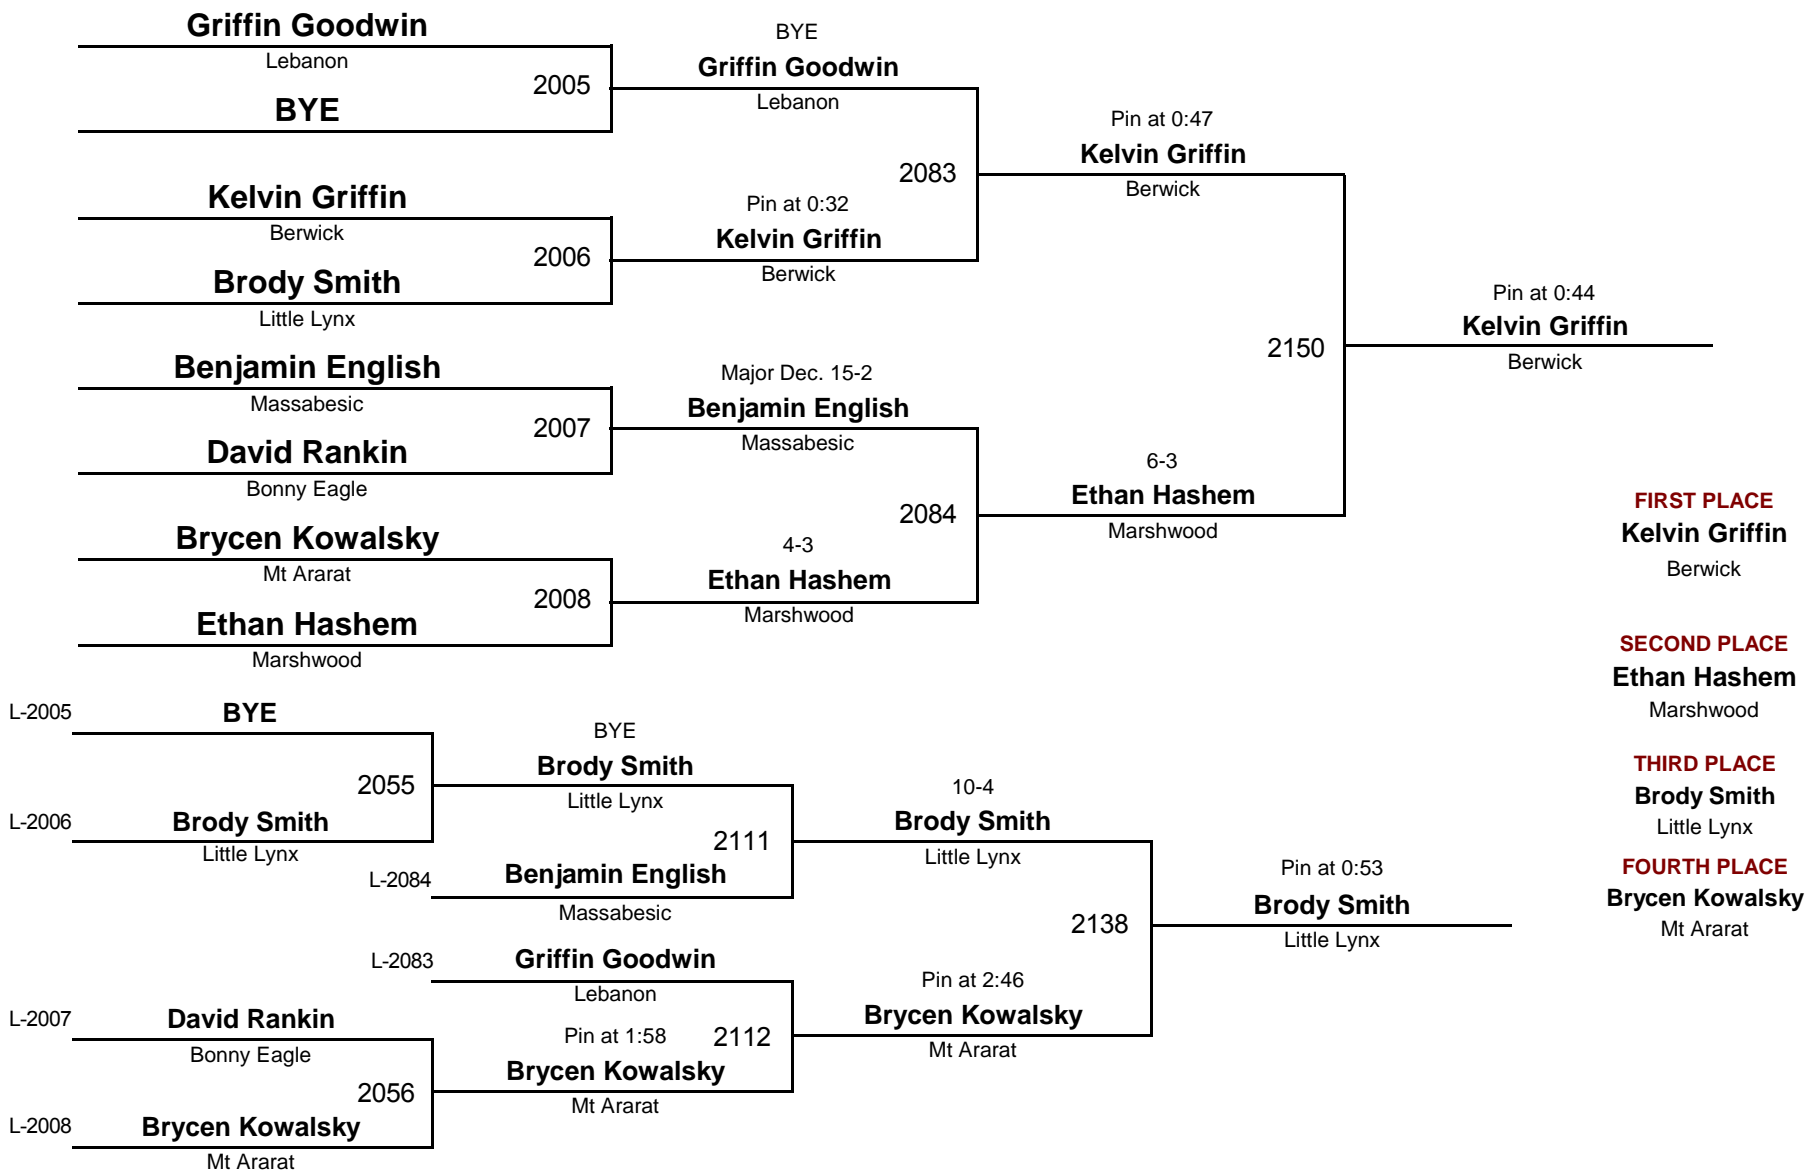 Griffin Goodwin
Lebanon
2005
BYE
Kelvin Griffin
Berwick
2006
Brody Smith
Little Lynx
Benjamin English
Massabesic
2007
David Rankin
Bonny Eagle
Brycen Kowalsky
Mt Ararat
2008
Ethan Hashem
Marshwood
BYE
Griffin Goodwin
Lebanon
2083
Pin at 0:32
Kelvin Griffin
Berwick
Major Dec. 15-2
Benjamin English
Massabesic
2084
4-3
Ethan Hashem
Marshwood
Pin at 0:47
Kelvin Griffin
Berwick
2150
6-3
Ethan Hashem
Marshwood
Pin at 0:44
Kelvin Griffin
Berwick
FIRST PLACE
Kelvin Griffin
Berwick
SECOND PLACE
Ethan Hashem
Marshwood
THIRD PLACE
Brody Smith
Little Lynx
FOURTH PLACE
Brycen Kowalsky
Mt Ararat
L-2005
BYE
2055
L-2006
Brody Smith
Little Lynx
BYE
Brody Smith
Little Lynx
2111
L-2084
Benjamin English
Massabesic
L-2083
Griffin Goodwin
Lebanon
2112
L-2007
David Rankin
Bonny Eagle
2056
L-2008
Brycen Kowalsky
Mt Ararat
Pin at 1:58
Brycen Kowalsky
Mt Ararat
10-4
Brody Smith
Little Lynx
2138
Pin at 2:46
Brycen Kowalsky
Mt Ararat
Pin at 0:53
Brody Smith
Little Lynx